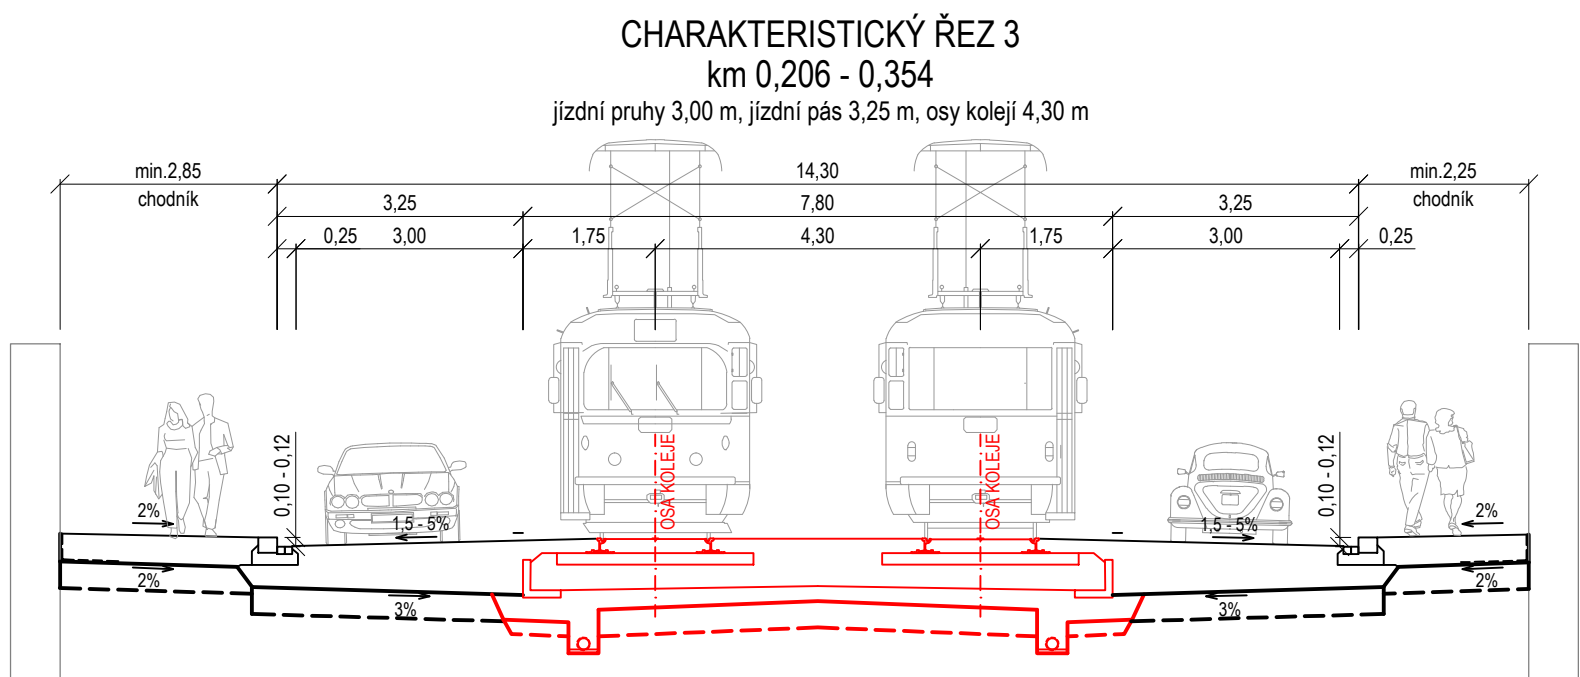 CHARAKTERISTICKÝ ŘEZ 3
km 0,206 - 0,354
jízdní pruhy 3,00 m, jízdní pás 3,25 m, osy kolejí 4,30 m
min.2,85
14,30
min.2,25
chodník
3,25
7,80
3,25
chodník
0,25
3,00
1,75
4,30
1,75
3,00
0,25
0,10 - 0,12
OSA KOLEJE
OSA KOLEJE
0,10 - 0,12
2%
1,5 - 5%
1,5 - 5%
2%
2%
3%
3%
2%